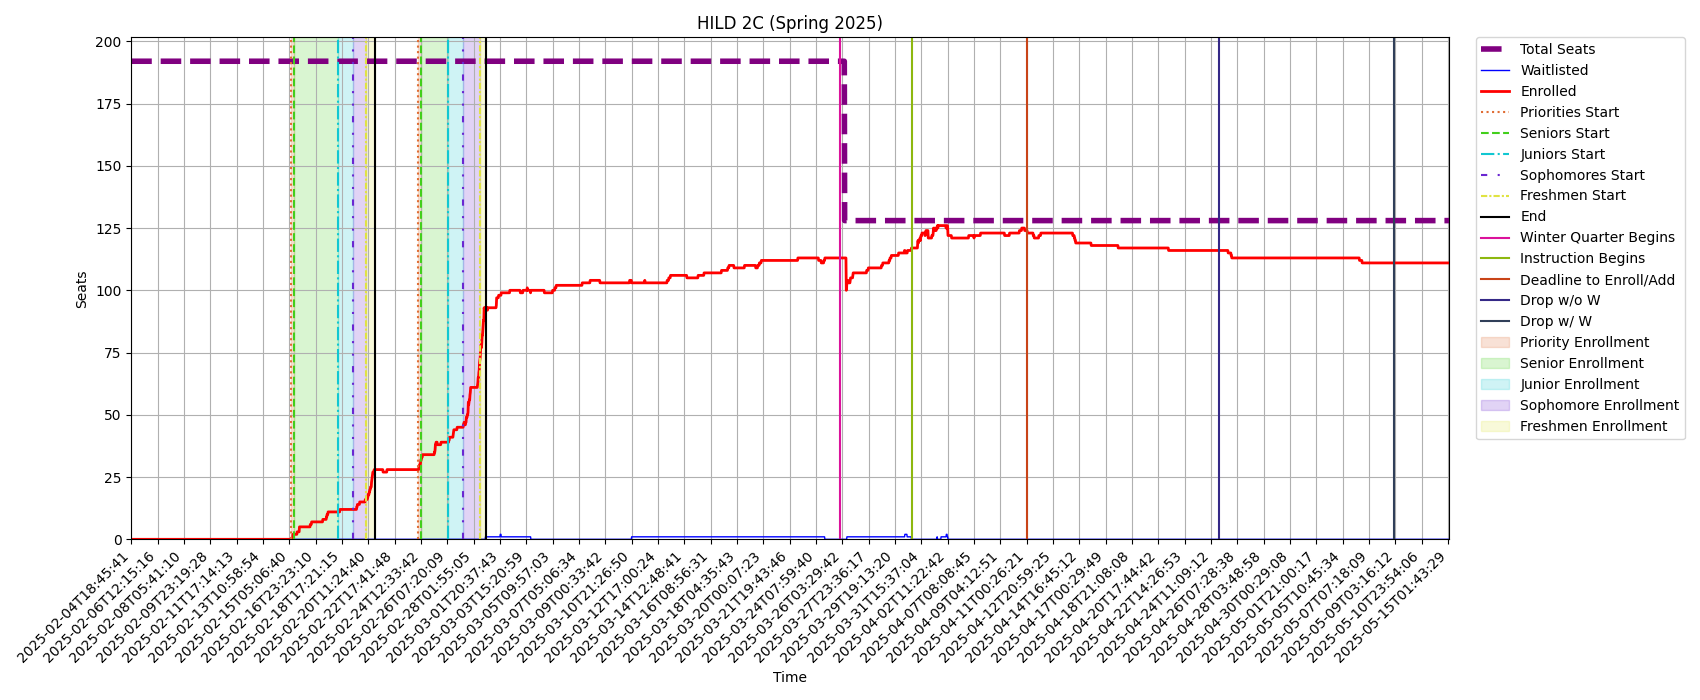 HILD 2C (Spring 2025)
200
175
150
125
100
75
50
25
0
Seats
2025-02-04T18:45:41
2025-02-06T12:15:16
2025-02-08T05:41:10
2025-02-09T23:19:28
2025-02-11T17:14:13
2025-02-13T10:58:54
2025-02-15T05:06:40
2025-02-16T23:23:10
2025-02-18T17:21:15
2025-02-20T11:24:40
2025-02-22T17:41:48
2025-02-24T12:33:42
2025-02-26T07:20:09
2025-02-28T01:55:05
2025-03-01T20:37:43
2025-03-03T15:20:59
2025-03-05T09:57:03
2025-03-07T05:06:34
2025-03-09T00:33:42
2025-03-10T21:26:50
2025-03-12T17:00:24
2025-03-14T12:48:41
2025-03-16T08:56:31
2025-03-18T04:35:43
2025-03-20T00:07:23
2025-03-21T19:43:46
2025-03-24T07:59:40
2025-03-26T03:29:42
2025-03-27T23:36:17
2025-03-29T19:13:20
2025-03-31T15:37:04
2025-04-02T11:22:42
2025-04-07T08:08:45
2025-04-09T04:12:51
2025-04-11T00:26:21
2025-04-12T20:59:25
2025-04-14T16:45:12
2025-04-17T00:29:49
2025-04-18T21:08:08
2025-04-20T17:44:42
2025-04-22T14:26:53
2025-04-24T11:09:12
2025-04-26T07:28:38
2025-04-28T03:48:58
2025-04-30T00:29:08
2025-05-01T21:00:17
2025-05-05T10:45:34
2025-05-07T07:18:09
2025-05-09T03:16:12
2025-05-10T23:54:06
2025-05-15T01:43:29
Time
Total Seats
Waitlisted
Enrolled
Priorities Start
Seniors Start
Juniors Start
Sophomores Start
Freshmen Start
End
Winter Quarter Begins
Instruction Begins
Deadline to Enroll/Add
Drop w/o W
Drop w/ W
Priority Enrollment
Senior Enrollment
Junior Enrollment
Sophomore Enrollment
Freshmen Enrollment